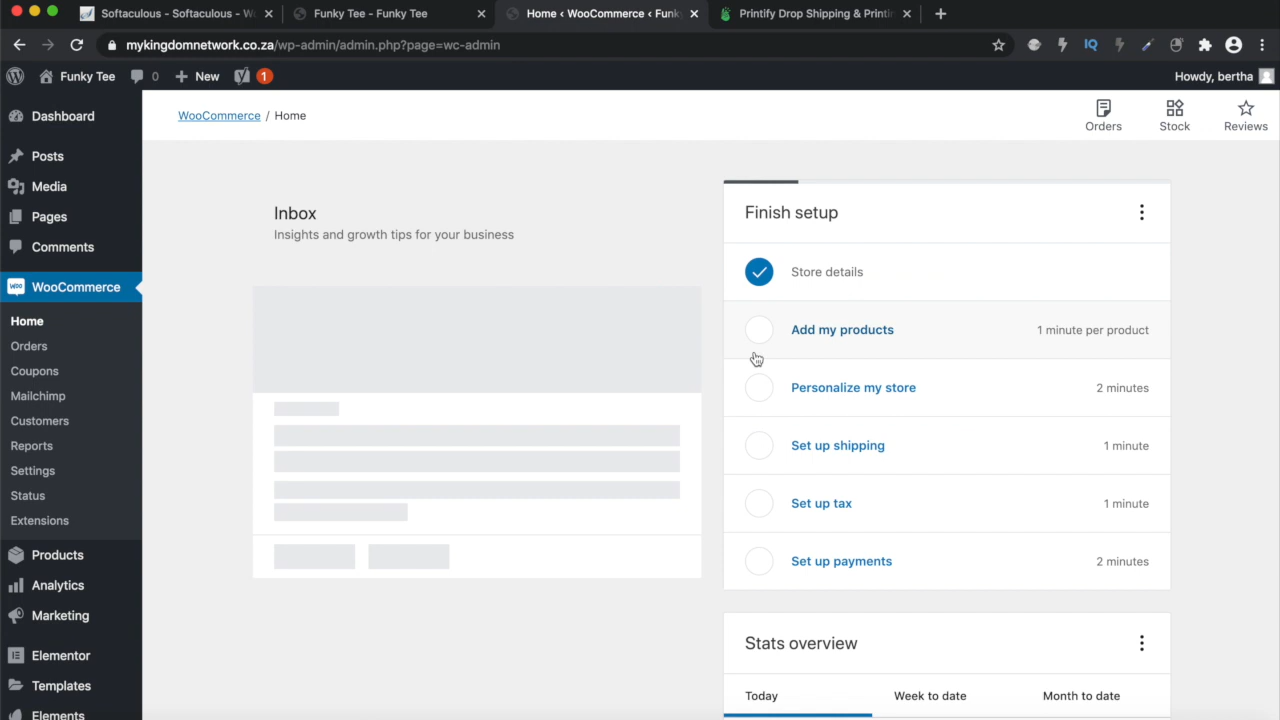 Softaculous - Softaculous - W
Funky Tee - Funky Tee
Home ‹ WooCommerce ‹ Funk
Printify Drop Shipping & Printin
mykingdomnetwork.co.za/wp-admin/admin.php?page=wc-admin
IQ
Funky Tee
0
New
1
Howdy, bertha
Dashboard
Posts
Media
Pages
Comments
WooCommerce
Home
Orders
Coupons
Mailchimp
Customers
Reports
Settings
Status
Extensions
Products
Analytics
Marketing
Elementor
Templates
Elements
WooCommerce / Home
Orders
Stock
Reviews
Inbox
Insights and growth tips for your business
Finish setup
Store details
Add my products
1 minute per product
Personalize my store
2 minutes
Set up shipping
1 minute
Set up tax
1 minute
Set up payments
2 minutes
Stats overview
Today
Week to date
Month to date